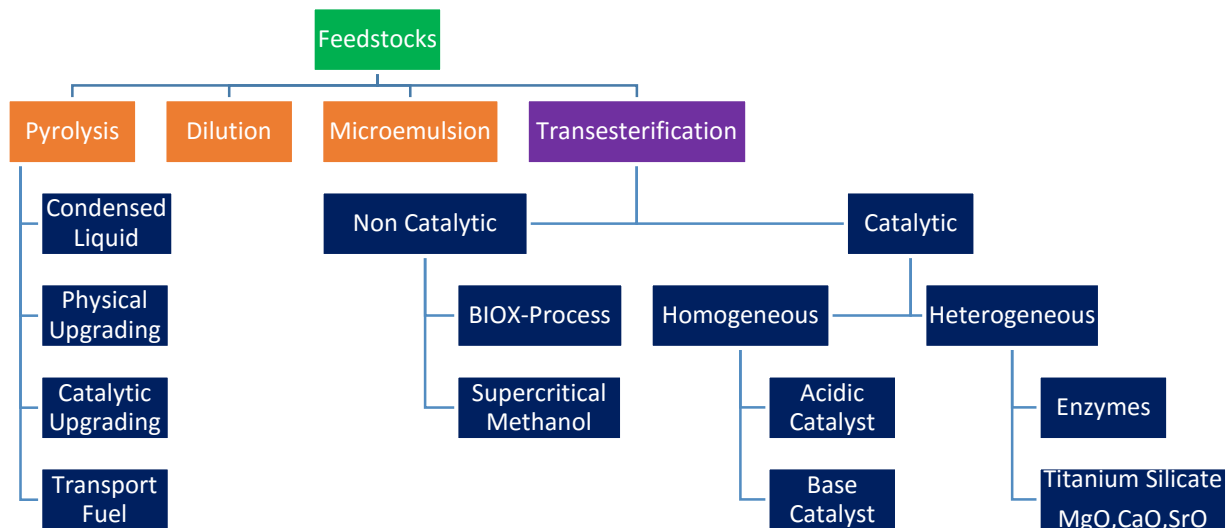 Feedstocks
Pyrolysis
Dilution
Microemulsion
Transesterification
Condensed
Liquid
Physical
Upgrading
Catalytic
Upgrading
Transport
Fuel
Non Catalytic
BIOX-Process
Supercritical
Methanol
Catalytic
Homogeneous
Acidic
Catalyst
Base
Catalyst
Heterogeneous
Enzymes
Titanium Silicate
MgO,CaO,SrO